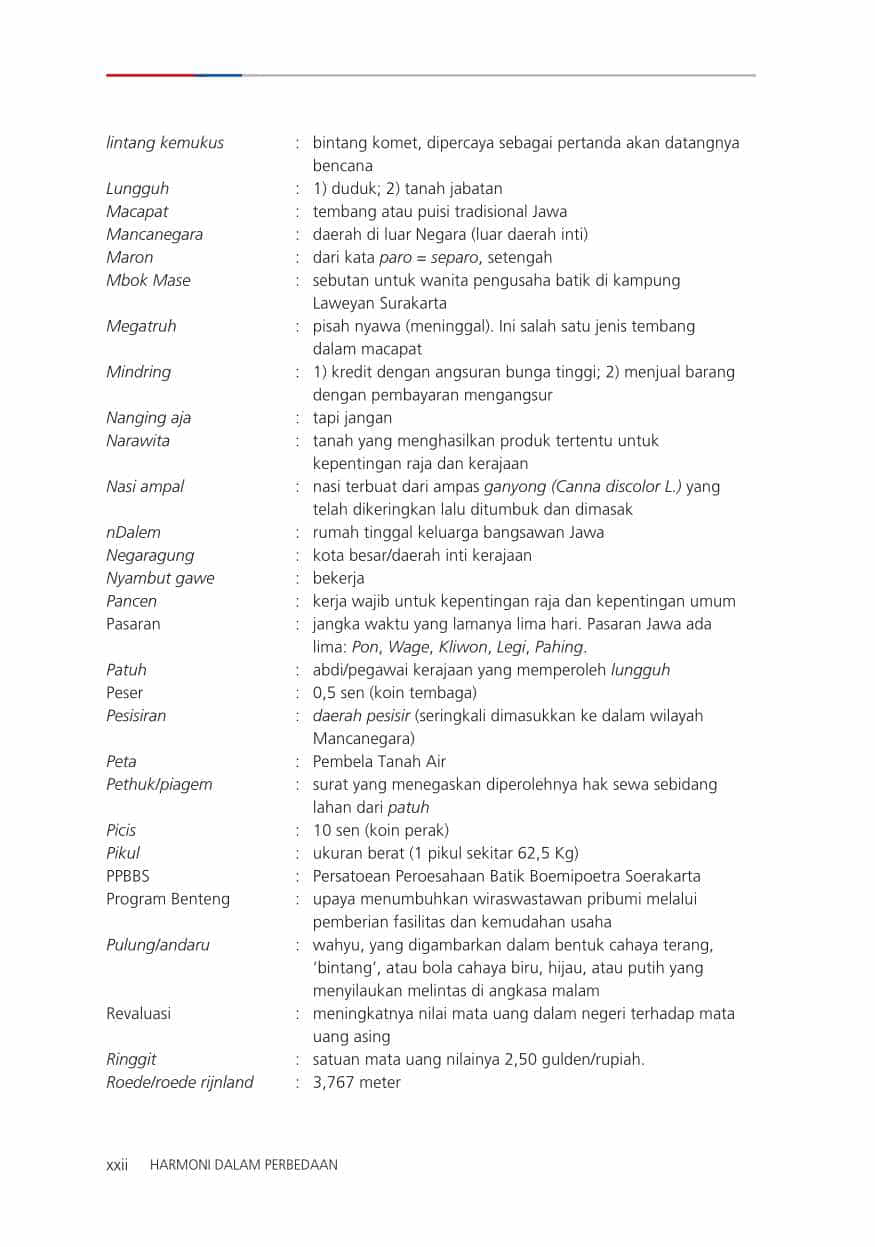 lintang kemukus : bintang komet, dipercaya sebagai pertanda akan datangnya
bencana
Lungguh : 1) duduk; 2) tanah jabatan
Macapat : tembang atau puisi tradisional Jawa
Mancanegara : daerah di luar Negara (luar daerah inti)
Maron : dari kata paro = separo, setengah
Mbok Mase : sebutan untuk wanita pengusaha batik di kampung
Laweyan Surakarta
Megatruh : pisah nyawa (meninggal). Ini salah satu jenis tembang
dalam macapat
Mindring : 1) kredit dengan angsuran bunga tinggi; 2) menjual barang
dengan pembayaran mengangsur
Nanging aja : tapi jangan
Narawita : tanah yang menghasilkan produk tertentu untuk
kepentingan raja dan kerajaan
Nasi ampal : nasi terbuat dari ampas ganyong (Canna discolor L.) yang
telah dikeringkan lalu ditumbuk dan dimasak
nDalem : rumah tinggal keluarga bangsawan Jawa
Negaragung : kota besar/daerah inti kerajaan
Nyambut gawe : bekerja
Pancen : kerja wajib untuk kepentingan raja dan kepentingan umum
Pasaran : jangka waktu yang lamanya lima hari. Pasaran Jawa ada
lima: Pon, Wage, Kliwon, Legi, Pahing.
Patuh : abdi/pegawai kerajaan yang memperoleh lungguh
Peser : 0,5 sen (koin tembaga)
Pesisiran : daerah pesisir (seringkali dimasukkan ke dalam wilayah
Mancanegara)
Peta : Pembela Tanah Air
Pethuk/piagem : surat yang menegaskan diperolehnya hak sewa sebidang
lahan dari patuh
Picis : 10 sen (koin perak)
Pikul : ukuran berat (1 pikul sekitar 62,5 Kg)
PPBBS : Persatoean Peroesahaan Batik Boemipoetra Soerakarta
Program Benteng : upaya menumbuhkan wiraswastawan pribumi melalui
pemberian fasilitas dan kemudahan usaha
Pulung/andaru : wahyu, yang digambarkan dalam bentuk cahaya terang,
‘bintang’, atau bola cahaya biru, hijau, atau putih yang
menyilaukan melintas di angkasa malam
Revaluasi : meningkatnya nilai mata uang dalam negeri terhadap mata
uang asing
Ringgit : satuan mata uang nilainya 2,50 gulden/rupiah.
Roede/roede rijnland : 3,767 meter
xxii HARMONI DALAM PERBEDAAN